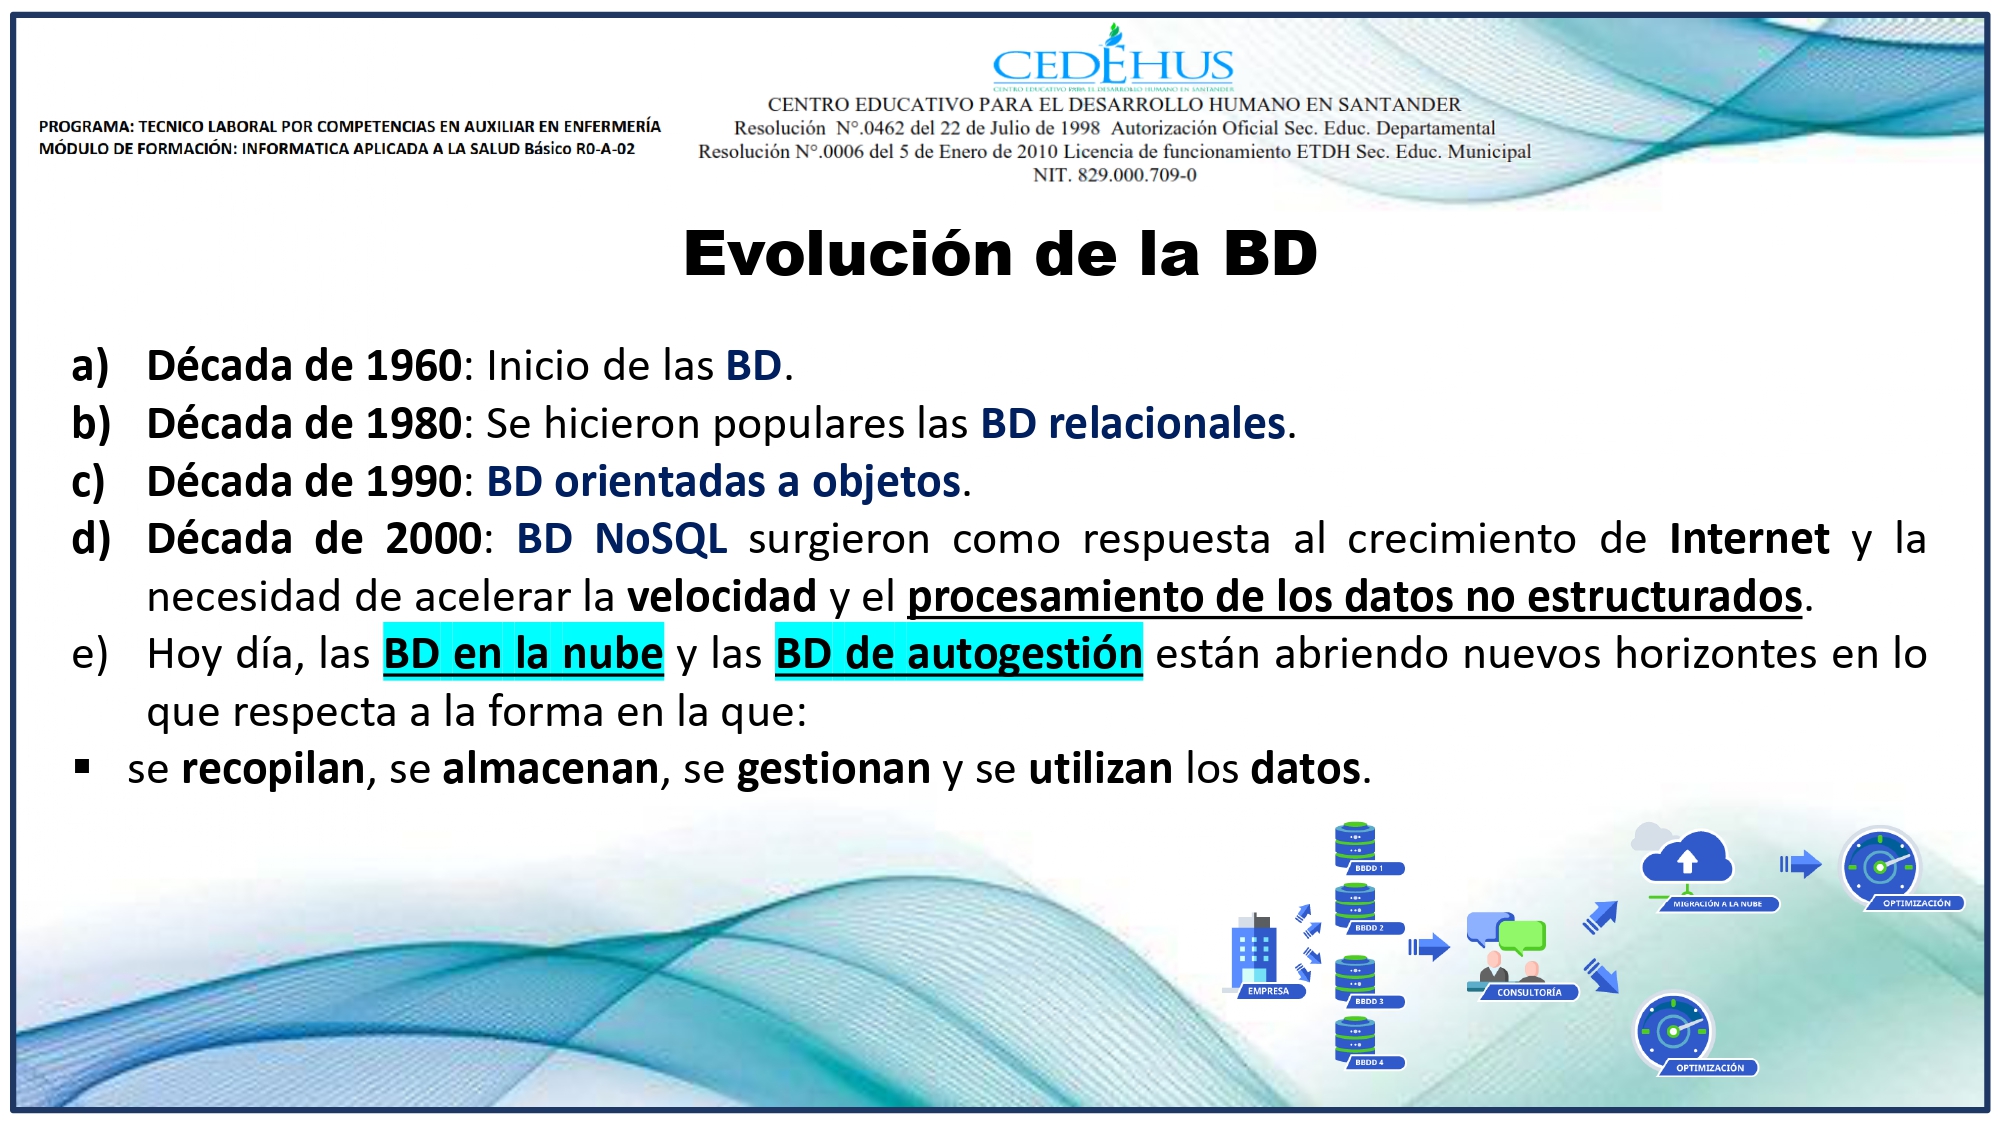 CEDEHUS
CENTRO EDUCATIVO PARA EL DESARROLLO HUMANO EN SANTANDER
CENTRO EDUCATIVO PARA EL DESARROLLO HUMANO EN SANTANDER
Resolución N°.0462 del 22 de Julio de 1998 Autorización Oficial Sec. Educ. Departamental
Resolución N°.0006 del 5 de Enero de 2010 Licencia de funcionamiento ETDH Sec. Educ. Municipal
NIT. 829.000.709-0
PROGRAMA: TECNICO LABORAL POR COMPETENCIAS EN AUXILIAR EN ENFERMERÍA
MÓDULO DE FORMACIÓN: INFORMATICA APLICADA A LA SALUD Básico R0-A-02
Evolución de la BD
a) Década de 1960: Inicio de las BD.
b) Década de 1980: Se hicieron populares las BD relacionales.
c) Década de 1990: BD orientadas a objetos.
d) Década de 2000: BD NoSQL surgieron como respuesta al crecimiento de Internet y la
necesidad de acelerar la velocidad y el procesamiento de los datos no estructurados.
e) Hoy día, las BD en la nube y las BD de autogestión están abriendo nuevos horizontes en lo
que respecta a la forma en la que:
▪ se recopilan, se almacenan, se gestionan y se utilizan los datos.
EMPRESA
BBDD 1
BBDD 2
BBDD 3
BBDD 4
CONSULTORÍA
MIGRACIÓN A LA NUBE
OPTIMIZACIÓN
OPTIMIZACIÓN